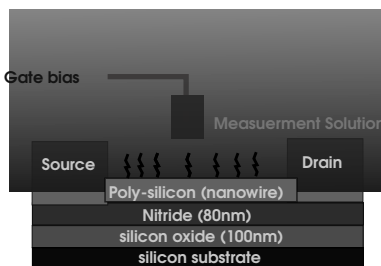 Gate bias
Measuerment Solution
Source
Drain
Poly-silicon (nanowire)
Nitride (80nm)
silicon oxide (100nm)
silicon substrate